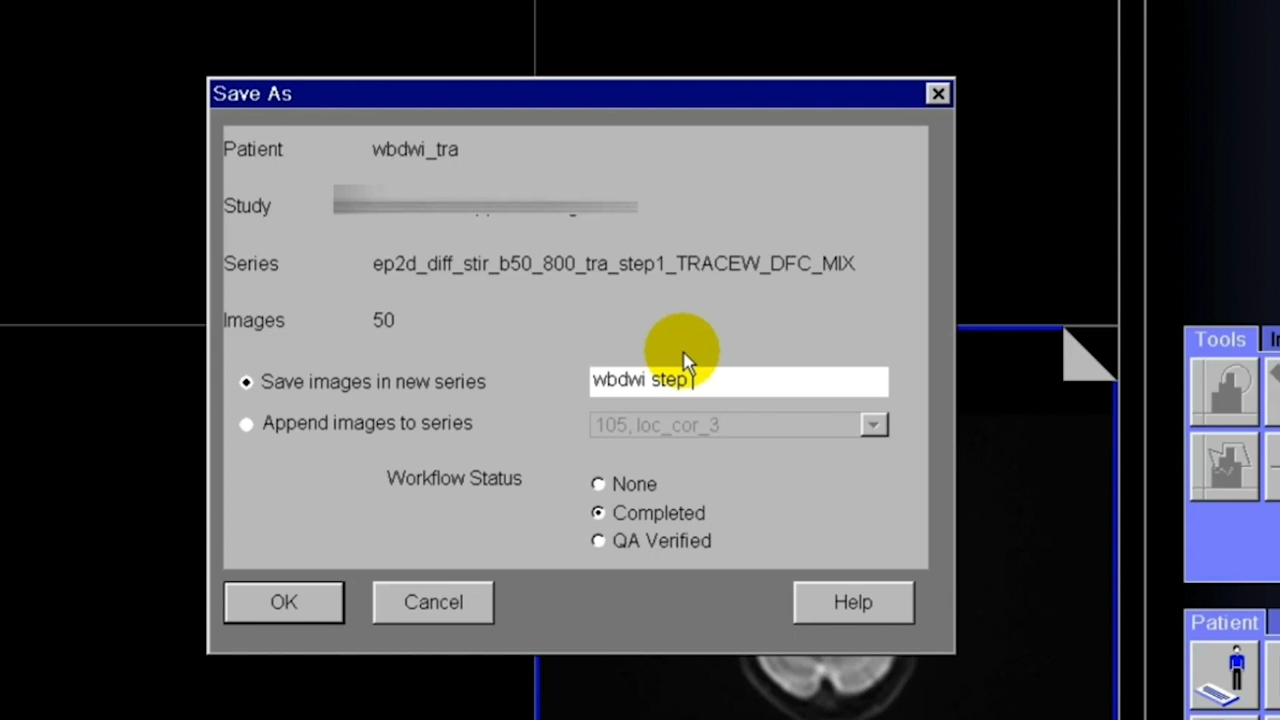 Save As
Patient wbdwi_tra
Study
Series ep2d_diff_stir_b50_800_tra_step1_TRACEW_DFC_MIX
Images 50
Save images in new series wbdwi step
Append images to series 105, loc_cor_3
Workflow Status
None
Completed
QA Verified
OK Cancel Help
Tools
Patient